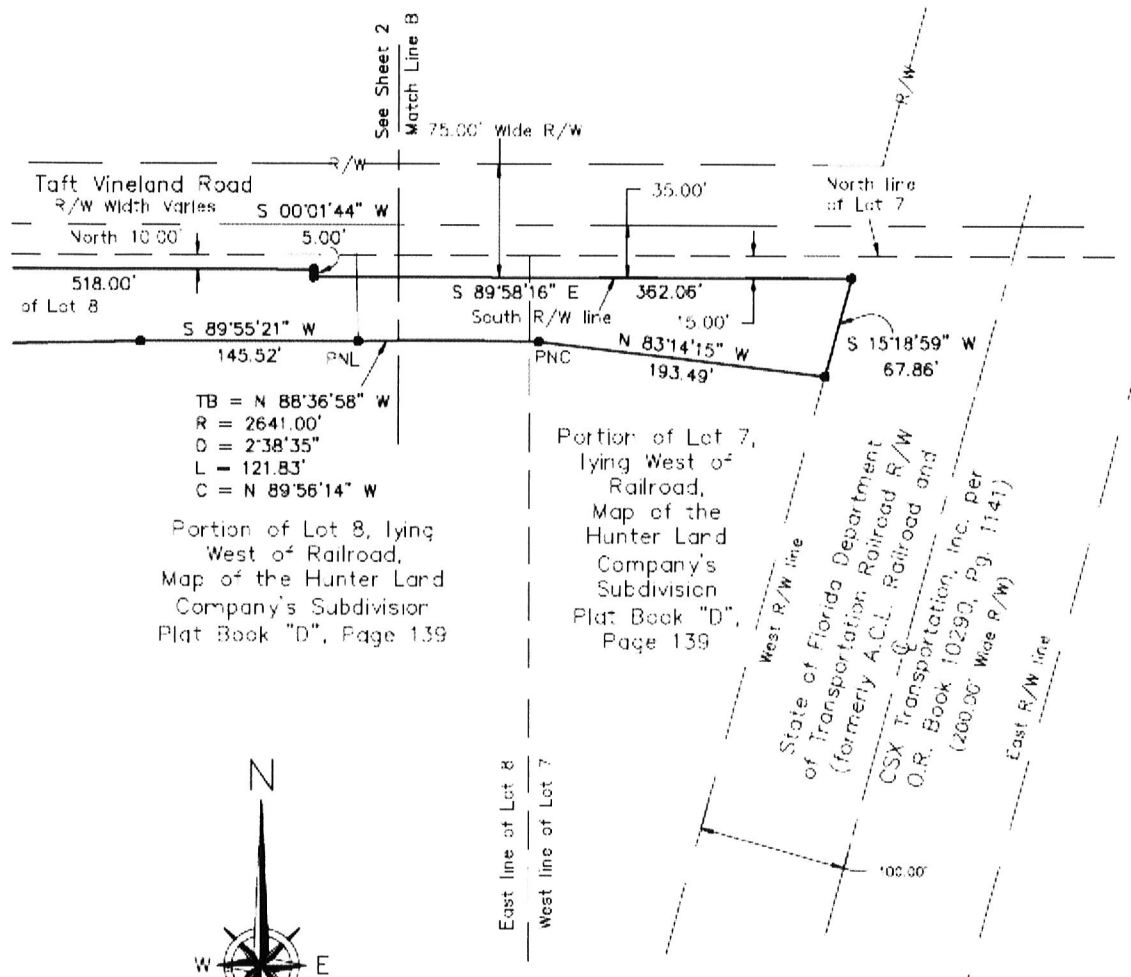 See Sheet 2
Match Line B
75.00' Wide R/W
R/W
R/W
Taft Vineland Road
R/W Width Varies
S 00°01'44" W
35.00'
North line
of Lot 7
North 10.00'
5.00'
518.00'
of Lot 8
S 89°58'16" E
362.06'
South R/W line
15.00'
S 89°55'21" W
145.52'
PNL
PNC
N 83°14'15" W
193.49'
S 15°18'59" W
67.86'
TB = N 88°36'58" W
R = 2641.00'
D = 2°38'35"
L = 121.83'
C = N 89°56'14" W
Portion of Lot 8, lying
West of Railroad,
Map of the Hunter Land
Company's Subdivision
Plat Book "D", Page 139
Portion of Lot 7,
lying West of
Railroad,
Map of the
Hunter Land
Company's
Subdivision
Plat Book "D",
Page 139
West R/W line
State of Florida Department
of Transportation Railroad R/W
(formerly A.C.L. Railroad and
℄
CSX Transportation, Inc. per
O.R. Book 10290, Pg. 1141)
(200.00' Wide R/W)
East R/W line
East line of Lot 8
West line of Lot 7
100.00'
N
W
E